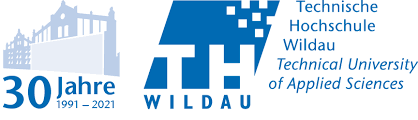 30 Jahre
1991 – 2021
TH
WILDAU
Technische
Hochschule
Wildau
Technical University
of Applied Sciences